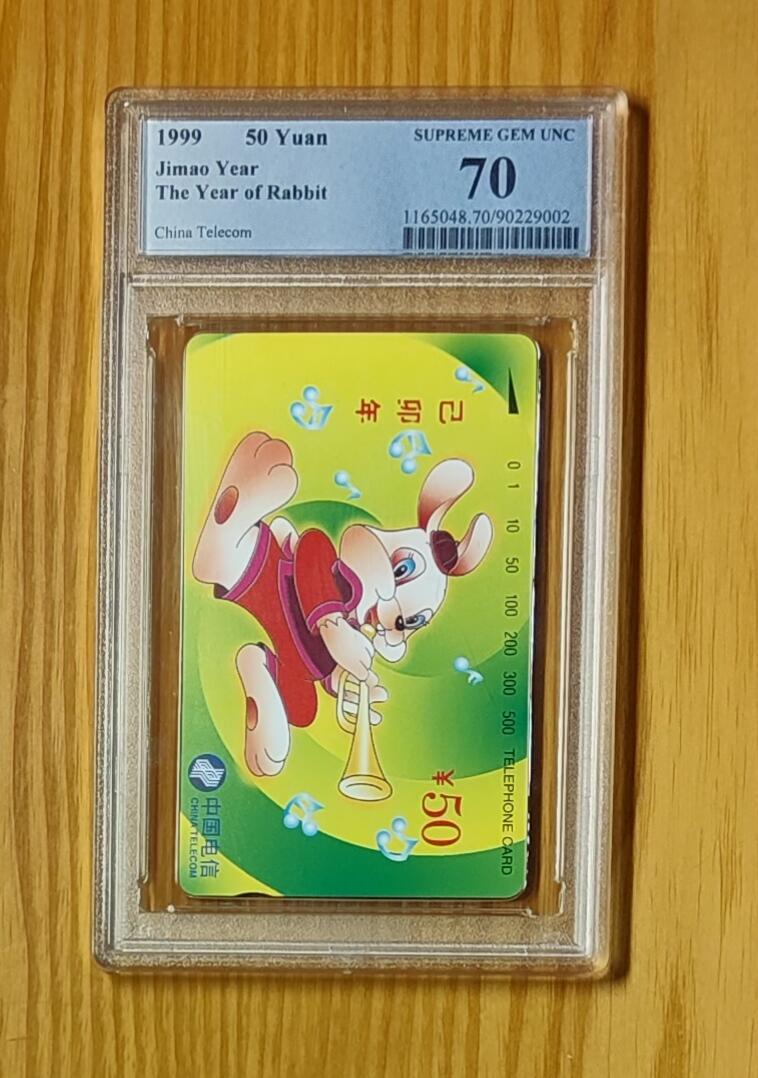 1999 50 Yuan
Jimao Year
The Year of Rabbit
China Telecom
SUPREME GEM UNC
70
1165048.70/90229002
0 1 10 50 100 200 300 500 TELEPHONE CARD
己卯年
¥50
中国电信
CHINA TELECOM